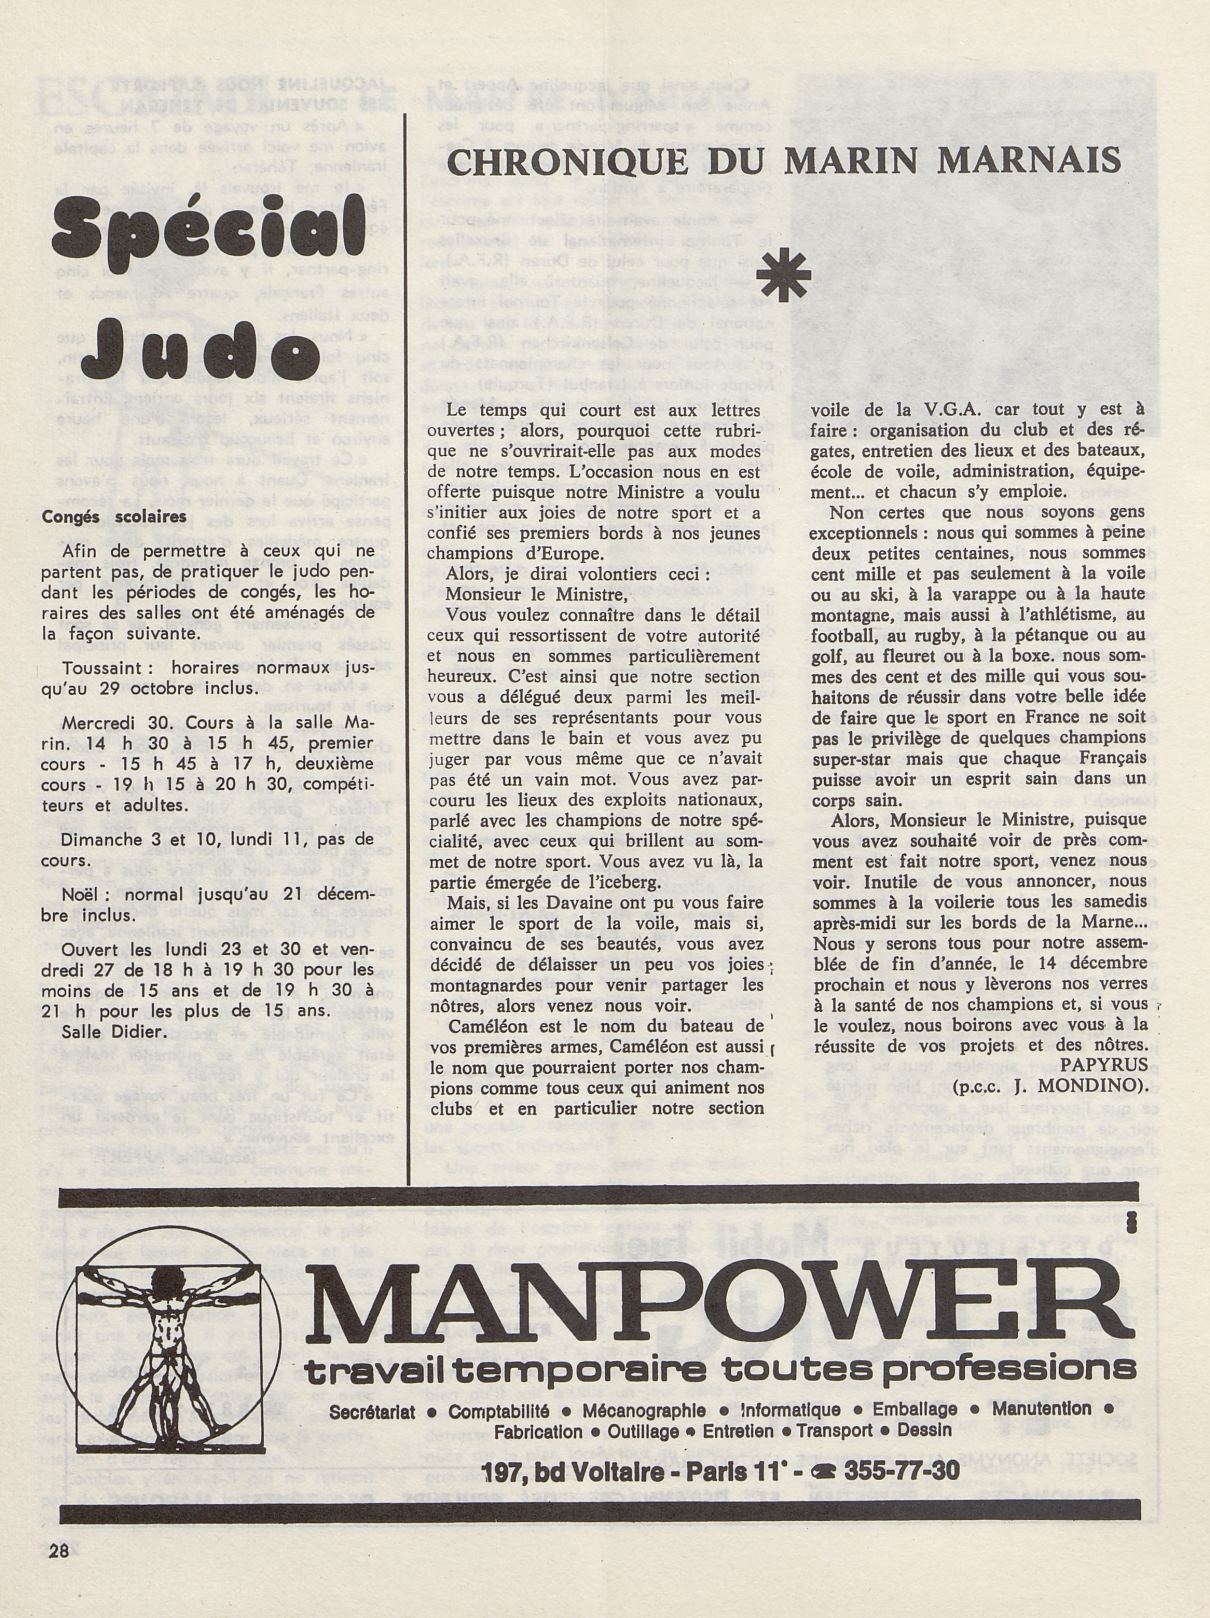 Spécial
Judo
Congés scolaires
Afin de permettre à ceux qui ne
partent pas, de pratiquer le judo pen-
dant les périodes de congés, les ho-
raires des salles ont été aménagés de
la façon suivante.
Toussaint : horaires normaux jus-
qu'au 29 octobre inclus.
Mercredi 30. Cours à la salle Ma-
rin. 14 h 30 à 15 h 45, premier
cours - 15 h 45 à 17 h, deuxième
cours - 19 h 15 à 20 h 30, compéti-
teurs et adultes.
Dimanche 3 et 10, lundi 11, pas de
cours.
Noël : normal jusqu'au 21 décem-
bre inclus.
Ouvert les lundi 23 et 30 et ven-
dredi 27 de 18 h à 19 h 30 pour les
moins de 15 ans et de 19 h 30 à
21 h pour les plus de 15 ans.
Salle Didier.
CHRONIQUE DU MARIN MARNAIS
*
Le temps qui court est aux lettres
ouvertes ; alors, pourquoi cette rubri-
que ne s'ouvrirait-elle pas aux modes
de notre temps. L'occasion nous en est
offerte puisque notre Ministre a voulu
s'initier aux joies de notre sport et a
confié ses premiers bords à nos jeunes
champions d'Europe.
Alors, je dirai volontiers ceci :
Monsieur le Ministre,
Vous voulez connaître dans le détail
ceux qui ressortissent de votre autorité
et nous en sommes particulièrement
heureux. C'est ainsi que notre section
vous a délégué deux parmi les meil-
leurs de ses représentants pour vous
mettre dans le bain et vous avez pu
juger par vous même que ce n'avait
pas été un vain mot. Vous avez par-
couru les lieux des exploits nationaux,
parlé avec les champions de notre spé-
cialité, avec ceux qui brillent au som-
met de notre sport. Vous avez vu là, la
partie émergée de l'iceberg.
Mais, si les Davaine ont pu vous faire
aimer le sport de la voile, mais si,
convaincu de ses beautés, vous avez
décidé de délaisser un peu vos joies
montagnardes pour venir partager les
nôtres, alors venez nous voir.
Caméléon est le nom du bateau de
vos premières armes, Caméléon est aussi
le nom que pourraient porter nos cham-
pions comme tous ceux qui animent nos
clubs et en particulier notre section
voile de la V.G.A. car tout y est à
faire : organisation du club et des ré-
gates, entretien des lieux et des bateaux,
école de voile, administration, équipe-
ment... et chacun s'y emploie.
Non certes que nous soyons gens
exceptionnels : nous qui sommes à peine
deux petites centaines, nous sommes
cent mille et pas seulement à la voile
ou au ski, à la varappe ou à la haute
montagne, mais aussi à l'athlétisme, au
football, au rugby, à la pétanque ou au
golf, au fleuret ou à la boxe. nous som-
mes des cent et des mille qui vous sou-
haitons de réussir dans votre belle idée
de faire que le sport en France ne soit
pas le privilège de quelques champions
super-star mais que chaque Français
puisse avoir un esprit sain dans un
corps sain.
Alors, Monsieur le Ministre, puisque
vous avez souhaité voir de près com-
ment est fait notre sport, venez nous
voir. Inutile de vous annoncer, nous
sommes à la voilerie tous les samedis
après-midi sur les bords de la Marne...
Nous y serons tous pour notre assem-
blée de fin d'année, le 14 décembre
prochain et nous y lèverons nos verres
à la santé de nos champions et, si vous
le voulez, nous boirons avec vous à la
réussite de vos projets et des nôtres.
PAPYRUS
(p.c.c. J. MONDINO).
MANPOWER
travail temporaire toutes professions
Secrétariat • Comptabilité • Mécanographie • Informatique • Emballage • Manutention •
Fabrication • Outillage • Entretien • Transport • Dessin
197, bd Voltaire - Paris 11° - ☎ 355-77-30
28